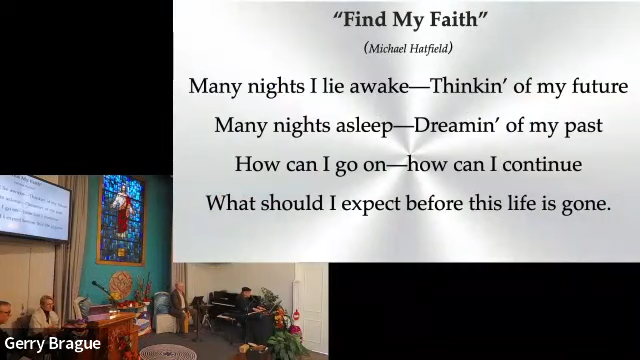 “Find My Faith”
(Michael Hatfield)
Many nights I lie awake—Thinkin’ of my future
Many nights asleep—Dreamin’ of my past
How can I go on—how can I continue
What should I expect before this life is gone.
Gerry Brague